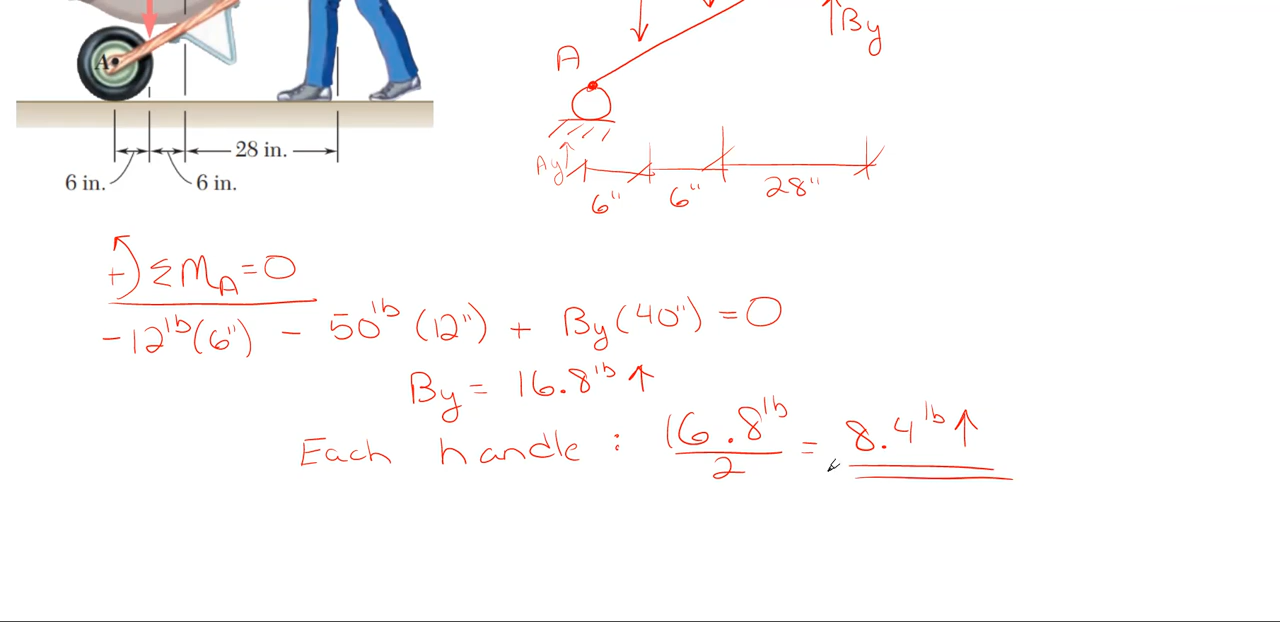 By
A
A
28 in.
6 in.
6 in.
Ay↑
6" 6" 28"
+) ΣMA=0
-12lb(6") - 50lb(12") + By(40") = 0
By = 16.8lb↑
Each handle: 16.8lb/2 = 8.4lb↑